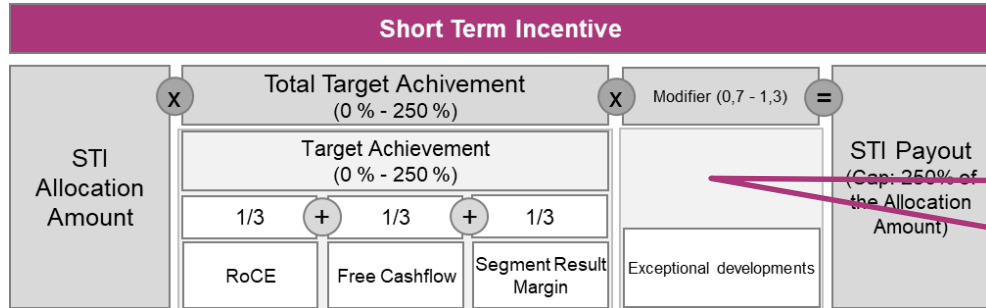 Short Term Incentive
STI
Allocation
Amount
x
Total Target Achivement
(0 % - 250 %)
x
Modifier (0,7 - 1,3)
=
STI Payout
(Cap: 250% of
the Allocation
Amount)
Target Achievement
(0 % - 250 %)
1/3
+
1/3
+
1/3
RoCE
Free Cashflow
Segment Result
Margin
Exceptional developments